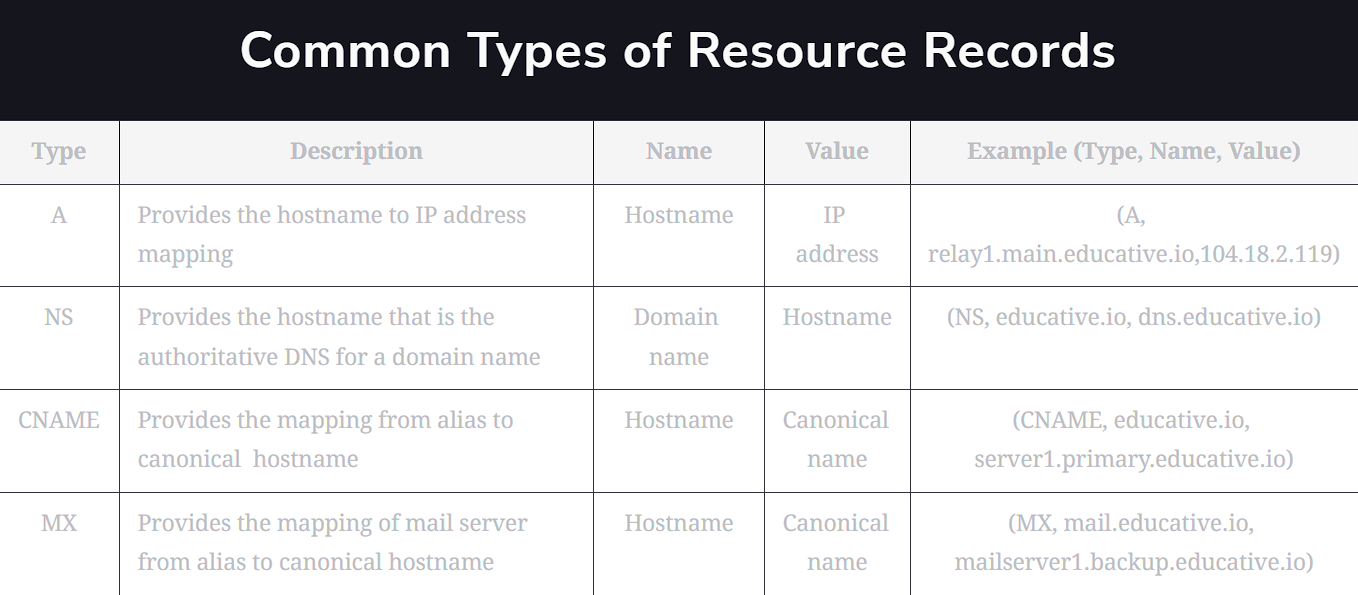 Common Types of Resource Records
Type Description Name Value Example (Type, Name, Value)
A Provides the hostname to IP address Hostname IP (A,
mapping address relay1.main.educative.io,104.18.2.119)
NS Provides the hostname that is the Domain Hostname (NS, educative.io, dns.educative.io)
authoritative DNS for a domain name name
CNAME Provides the mapping from alias to Hostname Canonical (CNAME, educative.io,
canonical hostname name server1.primary.educative.io)
MX Provides the mapping of mail server Hostname Canonical (MX, mail.educative.io,
from alias to canonical hostname name mailserver1.backup.educative.io)